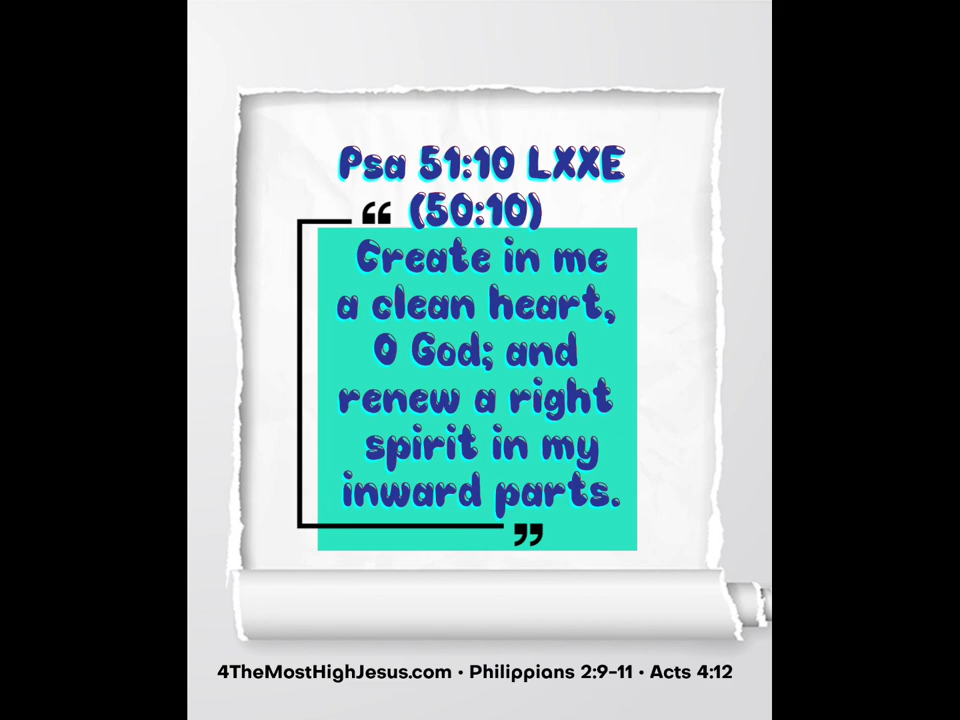 Psa 51:10 LXXE
“ (50:10)
Create in me
a clean heart,
O God; and
renew a right
spirit in my
inward parts.
”
4TheMostHighJesus.com • Philippians 2:9-11 • Acts 4:12